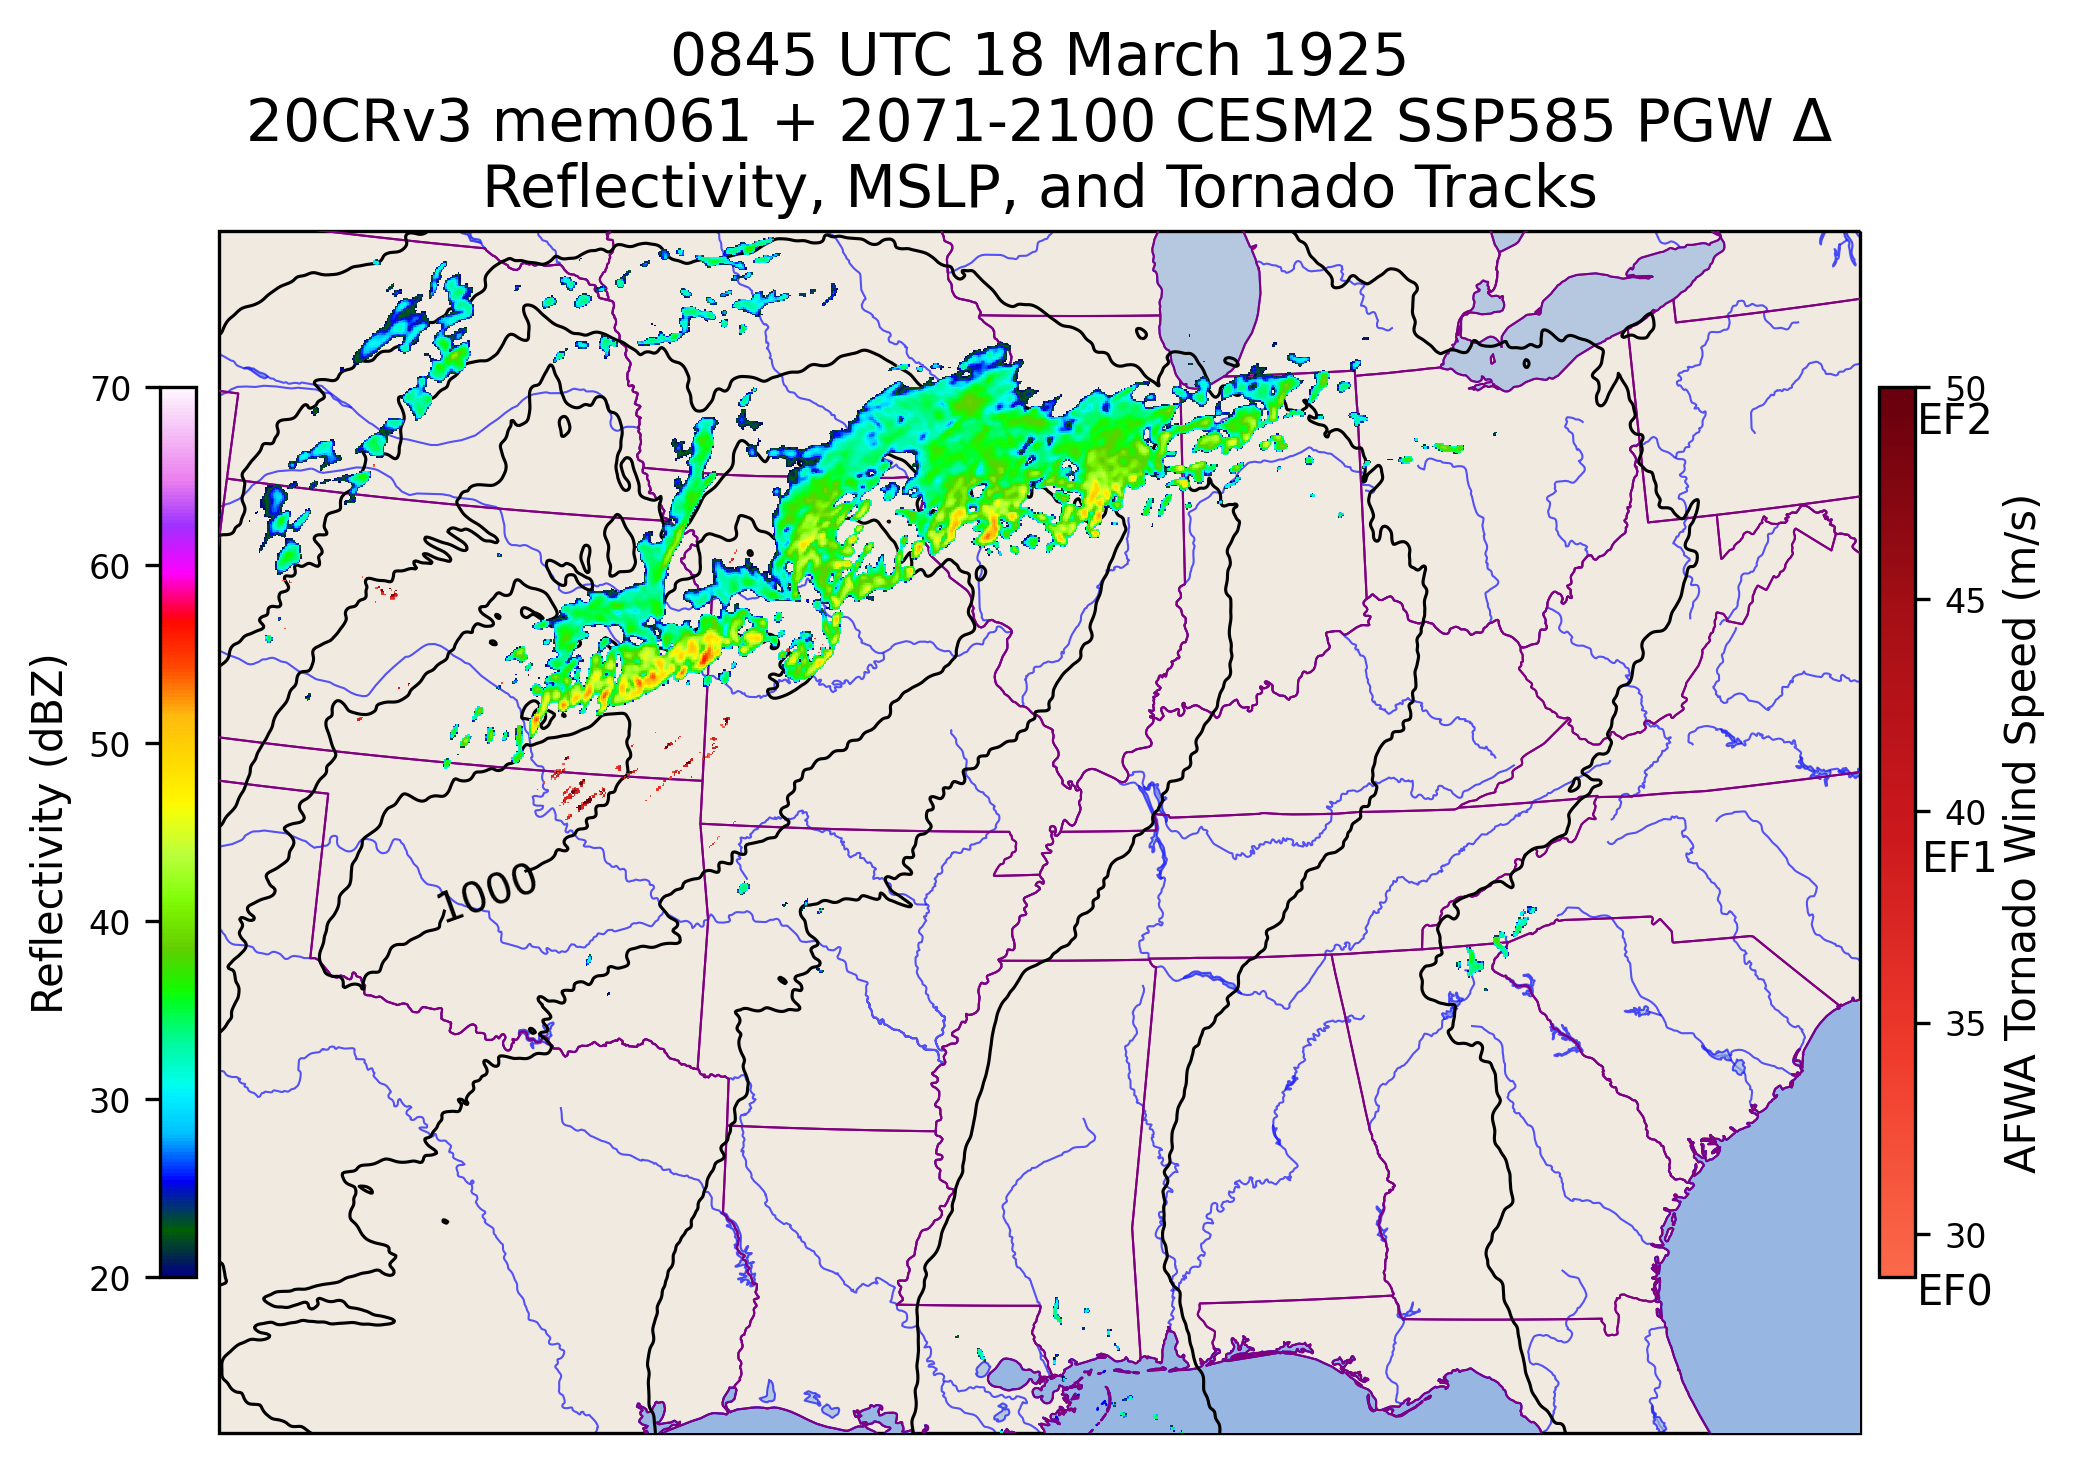 0845 UTC 18 March 1925
20CRv3 mem061 + 2071-2100 CESM2 SSP585 PGW Δ
Reflectivity, MSLP, and Tornado Tracks
70
60
50
40
30
20
Reflectivity (dBZ)
1000
50
EF2
45
40
EF1
35
30
EF0
AFWA Tornado Wind Speed (m/s)